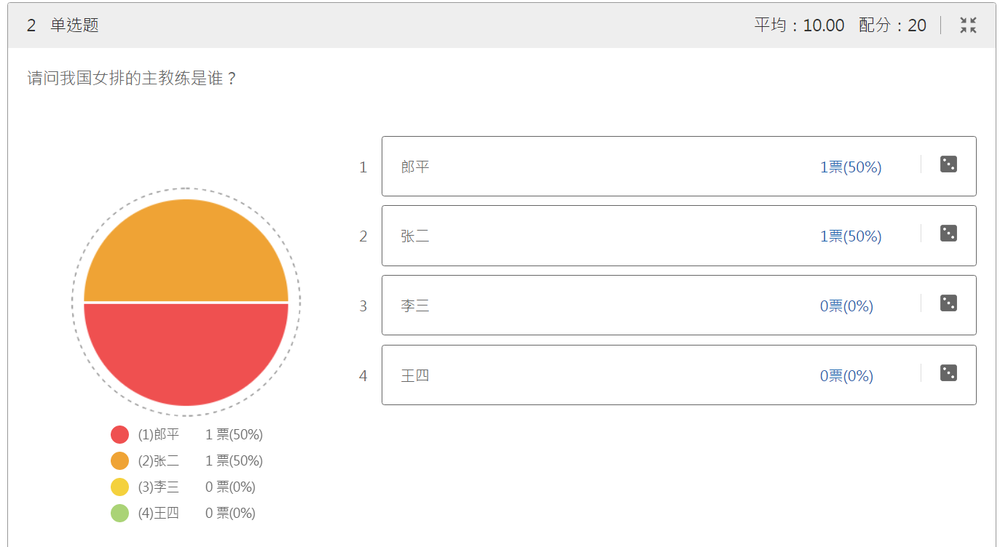 2 单选题 平均：10.00 配分：20
请问我国女排的主教练是谁？
1 郎平 1票(50%)
2 张二 1票(50%)
3 李三 0票(0%)
4 王四 0票(0%)
(1)郎平 1 票(50%)
(2)张二 1 票(50%)
(3)李三 0 票(0%)
(4)王四 0 票(0%)